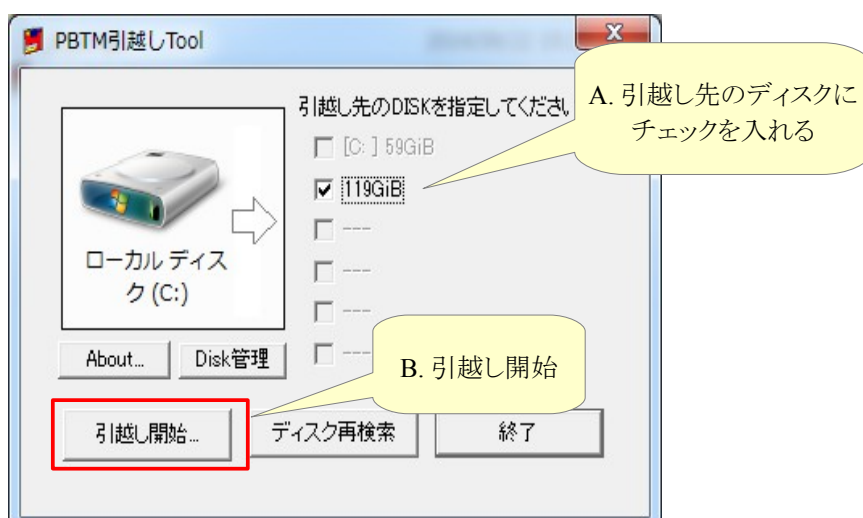 PBTM引越しTool
X
A. 引越し先のディスクに
チェックを入れる
引越し先のDISKを指定してくださ
[C: ] 59GiB
119GiB
---
---
---
---
ローカル ディス
ク (C:)
About...
Disk管理
B. 引越し開始
引越し開始...
ディスク再検索
終了